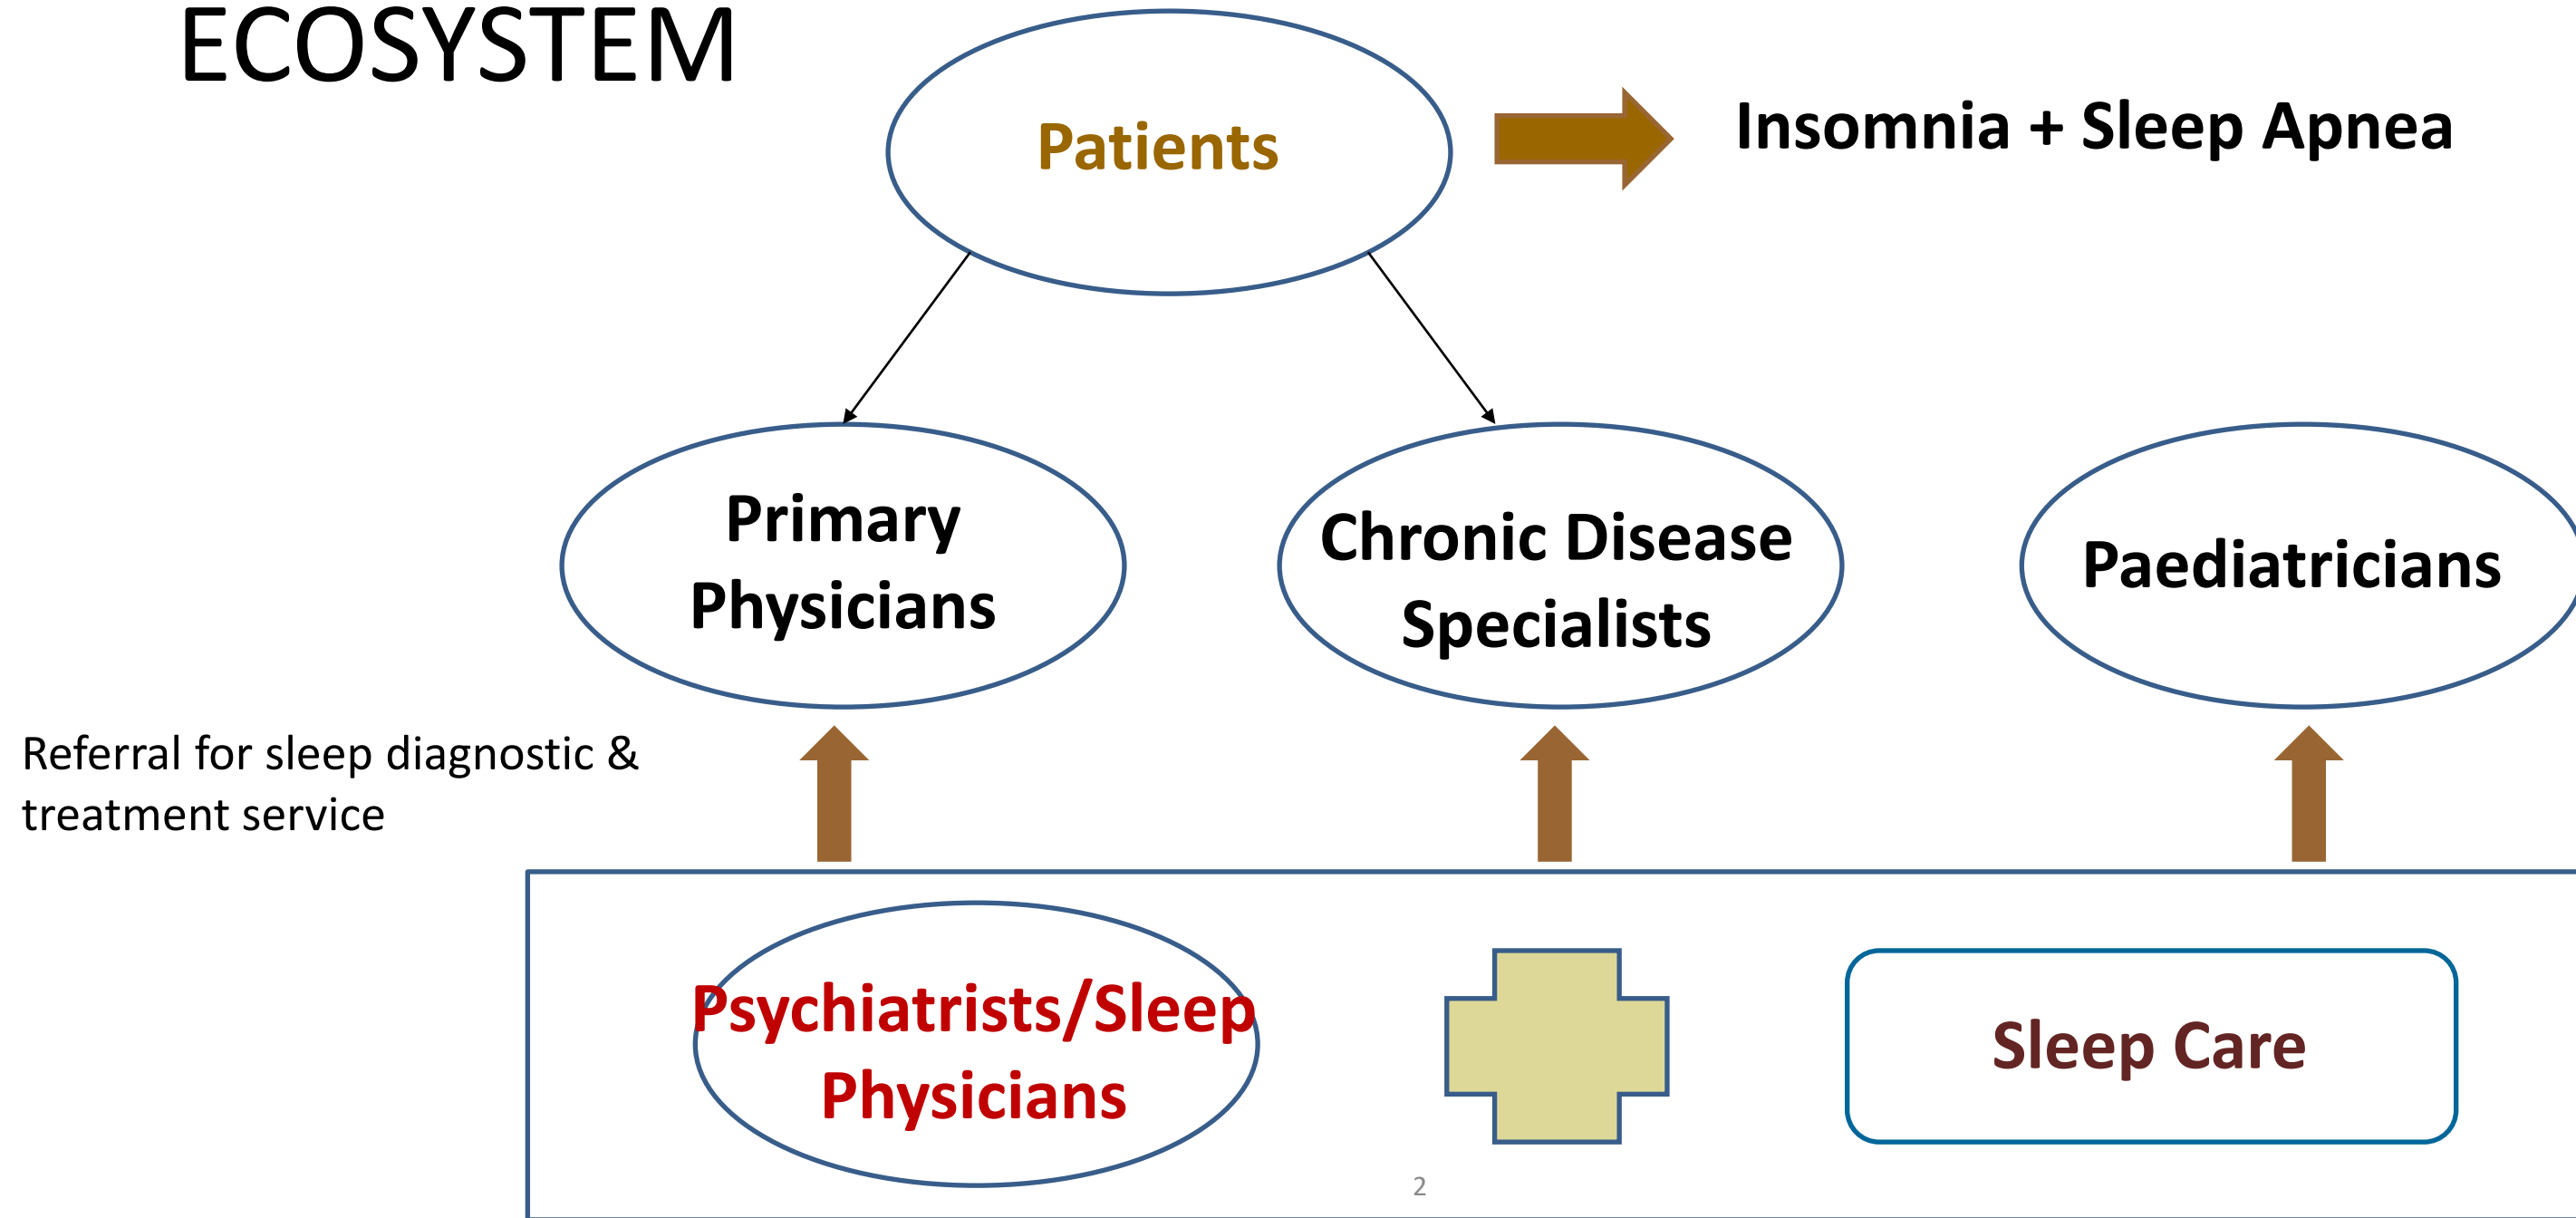 ECOSYSTEM
Patients
Insomnia + Sleep Apnea
Primary
Physicians
Chronic Disease
Specialists
Paediatricians
Referral for sleep diagnostic &
treatment service
Psychiatrists/Sleep
Physicians
Sleep Care
2